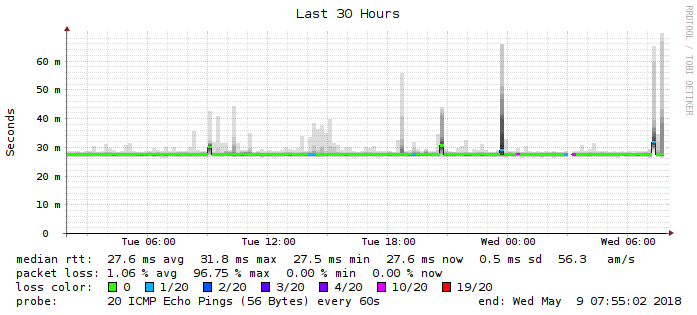 Last 30 Hours
RRDTOOL / TOBI OETIKER
Seconds
60 m
50 m
40 m
30 m
20 m
10 m
0
Tue 06:00 Tue 12:00 Tue 18:00 Wed 00:00 Wed 06:00
median rtt: 27.6 ms avg 31.8 ms max 27.5 ms min 27.6 ms now 0.5 ms sd 56.3 am/s
packet loss: 1.06 % avg 96.75 % max 0.00 % min 0.00 % now
loss color: 0 1/20 2/20 3/20 4/20 10/20 19/20
probe: 20 ICMP Echo Pings (56 Bytes) every 60s end: Wed May 9 07:55:02 2018